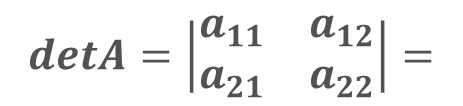 detA = |a₁₁ a₁₂| =
|a₂₁ a₂₂|